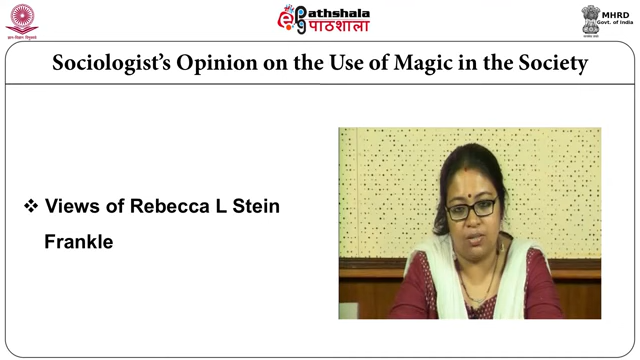 ePathshala
पाठशाला
MHRD
Govt. of India
Sociologist's Opinion on the Use of Magic in the Society
❖ Views of Rebecca L Stein
Frankle